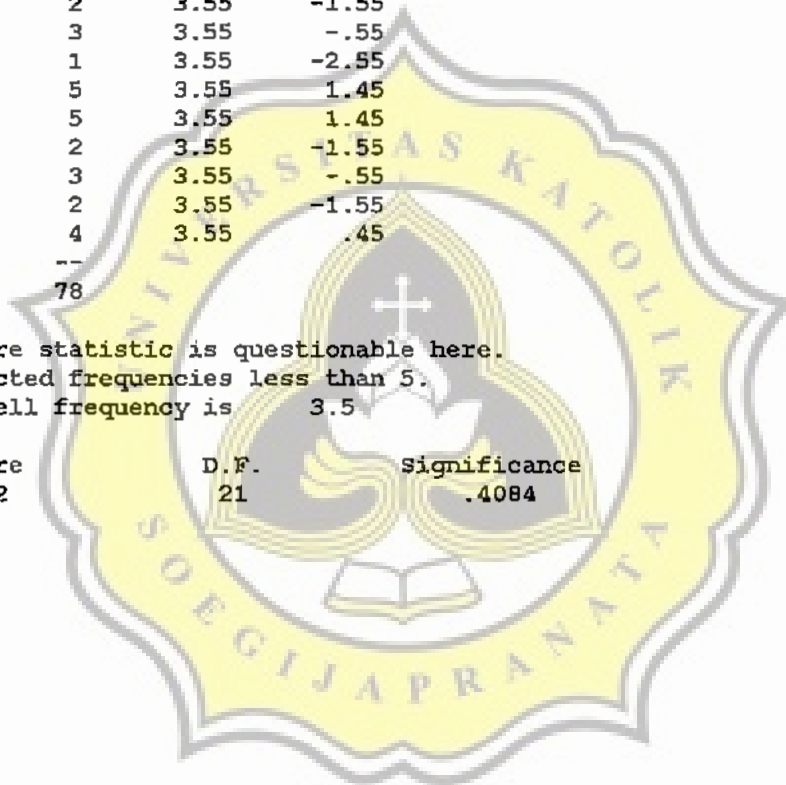 2 3.55 -1.55
3 3.55 -.55
1 3.55 -2.55
5 3.55 1.45
5 3.55 1.45
2 3.55 -1.55
3 3.55 -.55
2 3.55 -1.55
4 3.55 .45
--
78
re statistic is questionable here.
cted frequencies less than 5.
ell frequency is 3.5
re D.F. Significance
2 21 .4084
UNIVERSITAS KATOLIK
SOEGIJAPRANATA